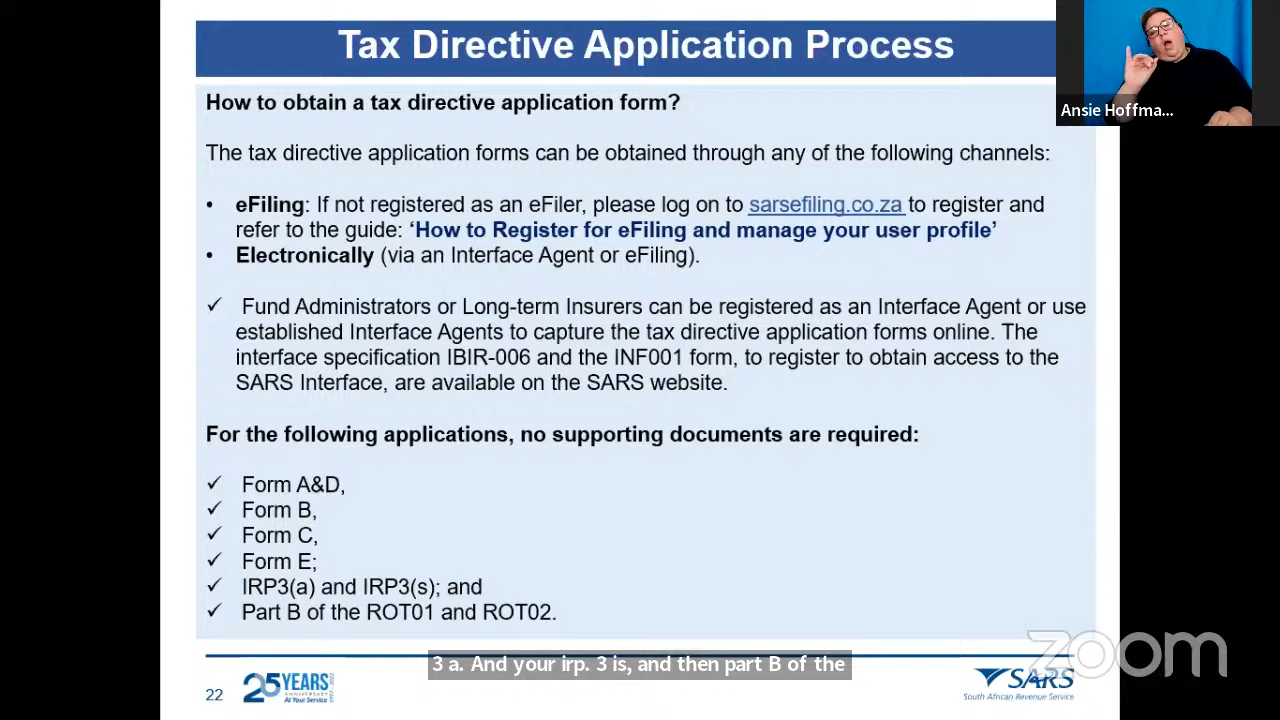 Tax Directive Application Process
Ansie Hoffma...
How to obtain a tax directive application form?
The tax directive application forms can be obtained through any of the following channels:
• eFiling: If not registered as an eFiler, please log on to sarsefiling.co.za to register and
refer to the guide: ‘How to Register for eFiling and manage your user profile’
• Electronically (via an Interface Agent or eFiling).
✓ Fund Administrators or Long-term Insurers can be registered as an Interface Agent or use
established Interface Agents to capture the tax directive application forms online. The
interface specification IBIR-006 and the INF001 form, to register to obtain access to the
SARS Interface, are available on the SARS website.
For the following applications, no supporting documents are required:
✓ Form A&D,
✓ Form B,
✓ Form C,
✓ Form E;
✓ IRP3(a) and IRP3(s); and
✓ Part B of the ROT01 and ROT02.
3 a. And your irp. 3 is, and then part B of the
zoom
22
25 YEARS
ANNIVERSARY
At Your Service
SARS
South African Revenue Service